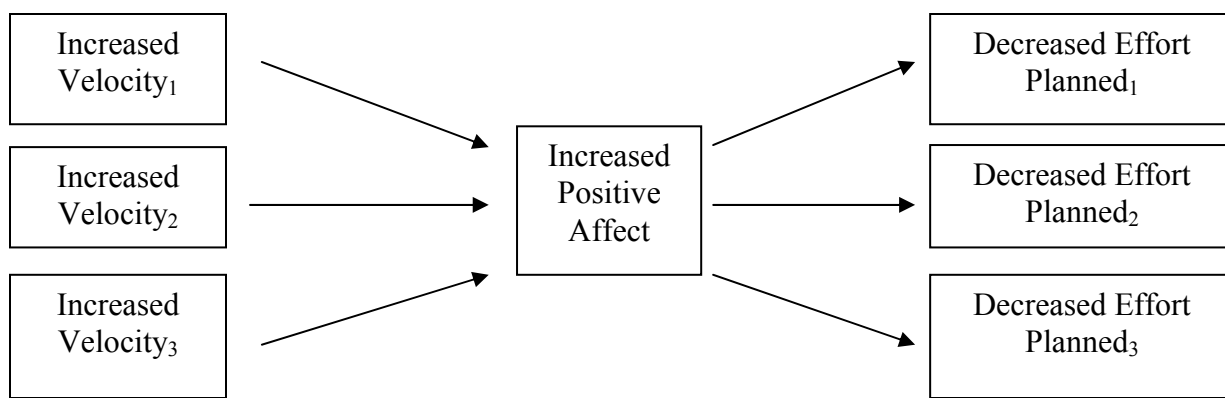 Increased
Velocity₁
Increased
Velocity₂
Increased
Velocity₃
Increased
Positive
Affect
Decreased Effort
Planned₁
Decreased Effort
Planned₂
Decreased Effort
Planned₃